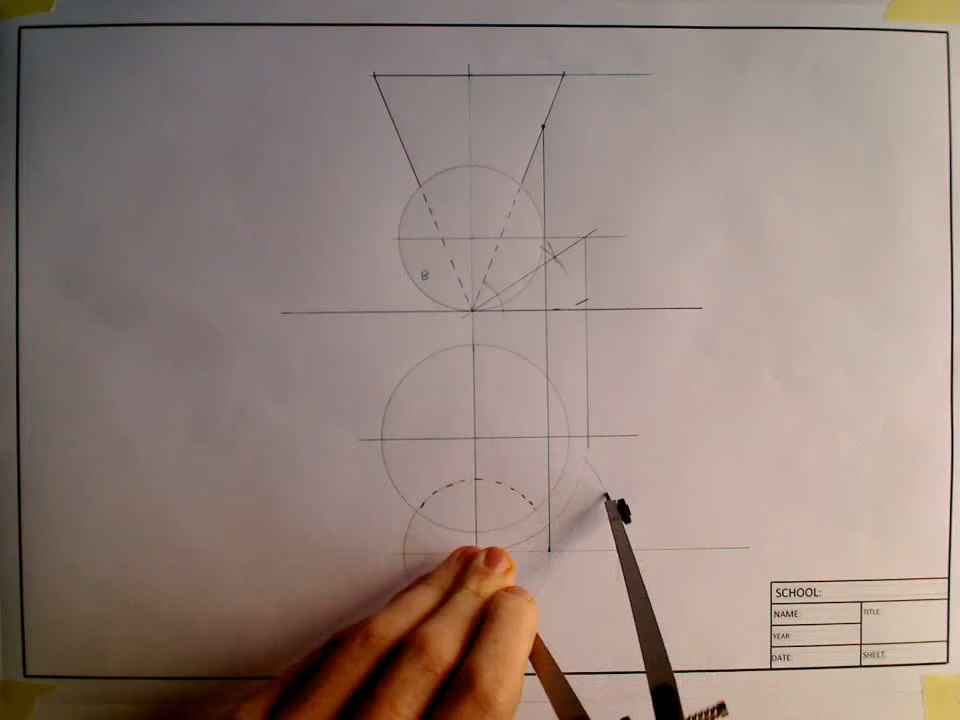 B
SCHOOL:
NAME:
TITLE:
YEAR:
DATE:
SHEET: